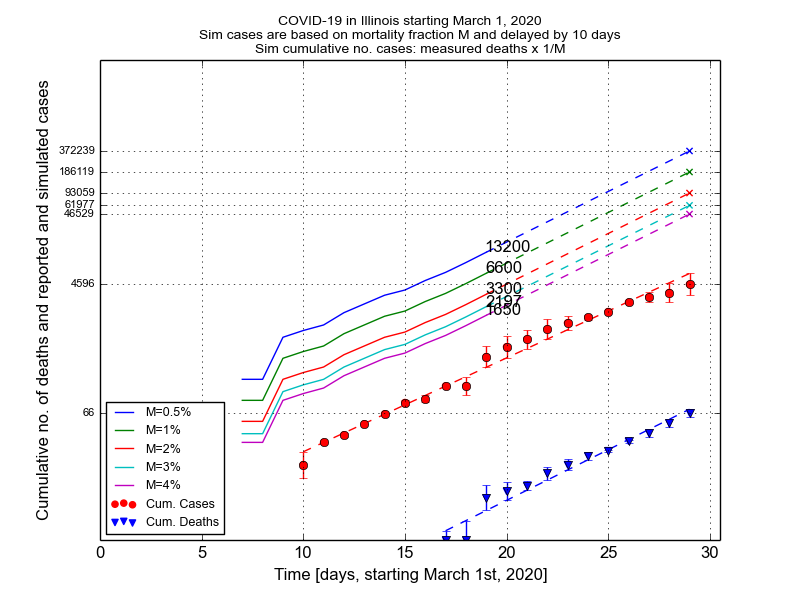 COVID-19 in Illinois starting March 1, 2020
Sim cases are based on mortality fraction M and delayed by 10 days
Sim cumulative no. cases: measured deaths x 1/M
Cumulative no. of deaths and reported and simulated cases
372239
186119
93059
61977
46529
4596
66
13200
6600
3300
2197
1650
M=0.5%
M=1%
M=2%
M=3%
M=4%
Cum. Cases
Cum. Deaths
0 5 10 15 20 25 30
Time [days, starting March 1st, 2020]